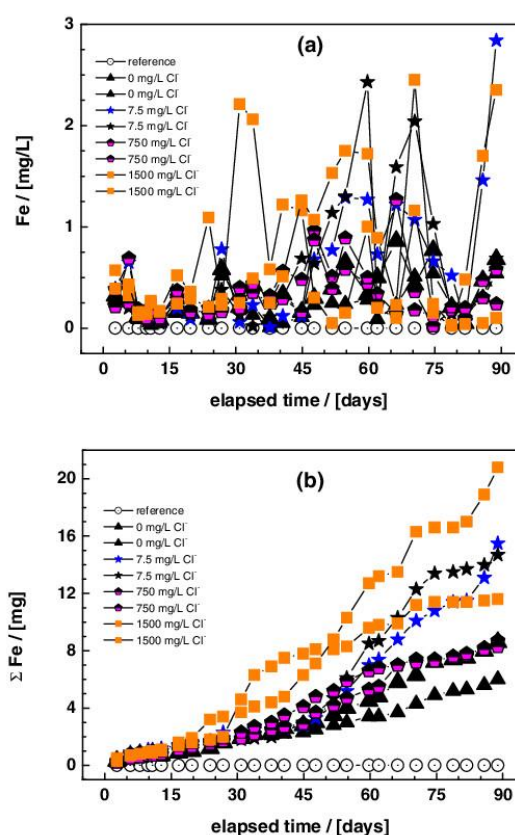 (a)
reference
0 mg/L Cl⁻
0 mg/L Cl⁻
7.5 mg/L Cl⁻
7.5 mg/L Cl⁻
750 mg/L Cl⁻
750 mg/L Cl⁻
1500 mg/L Cl⁻
1500 mg/L Cl⁻
Fe / [mg/L]
3
2
1
0
0 15 30 45 60 75 90
elapsed time / [days]
(b)
reference
0 mg/L Cl⁻
0 mg/L Cl⁻
7.5 mg/L Cl⁻
7.5 mg/L Cl⁻
750 mg/L Cl⁻
750 mg/L Cl⁻
1500 mg/L Cl⁻
1500 mg/L Cl⁻
Σ Fe / [mg]
20
16
12
8
4
0
0 15 30 45 60 75 90
elapsed time / [days]